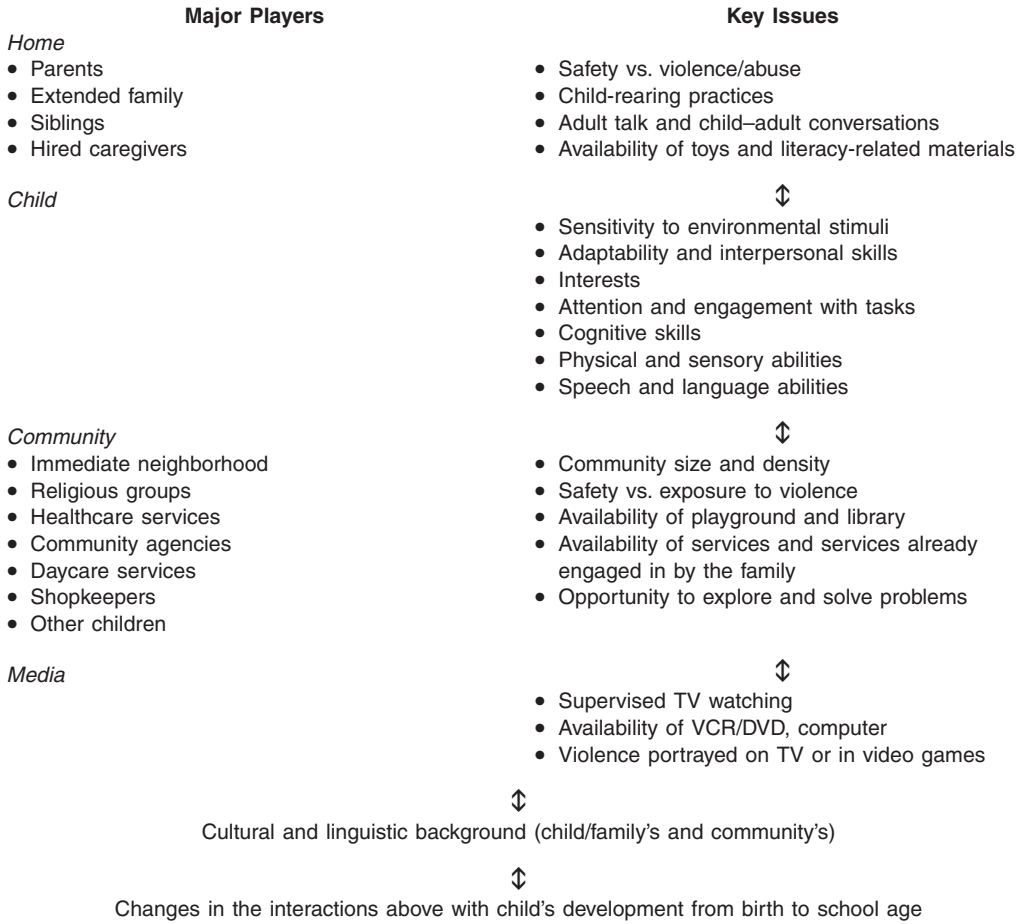 Major Players Key Issues
Home
• Parents • Safety vs. violence/abuse
• Extended family • Child-rearing practices
• Siblings • Adult talk and child–adult conversations
• Hired caregivers • Availability of toys and literacy-related materials
⇕
Child
• Sensitivity to environmental stimuli
• Adaptability and interpersonal skills
• Interests
• Attention and engagement with tasks
• Cognitive skills
• Physical and sensory abilities
• Speech and language abilities
⇕
Community
• Immediate neighborhood • Community size and density
• Religious groups • Safety vs. exposure to violence
• Healthcare services • Availability of playground and library
• Community agencies • Availability of services and services already
• Daycare services engaged in by the family
• Shopkeepers • Opportunity to explore and solve problems
• Other children
⇕
Media
• Supervised TV watching
• Availability of VCR/DVD, computer
• Violence portrayed on TV or in video games
⇕
Cultural and linguistic background (child/family's and community's)
⇕
Changes in the interactions above with child's development from birth to school age